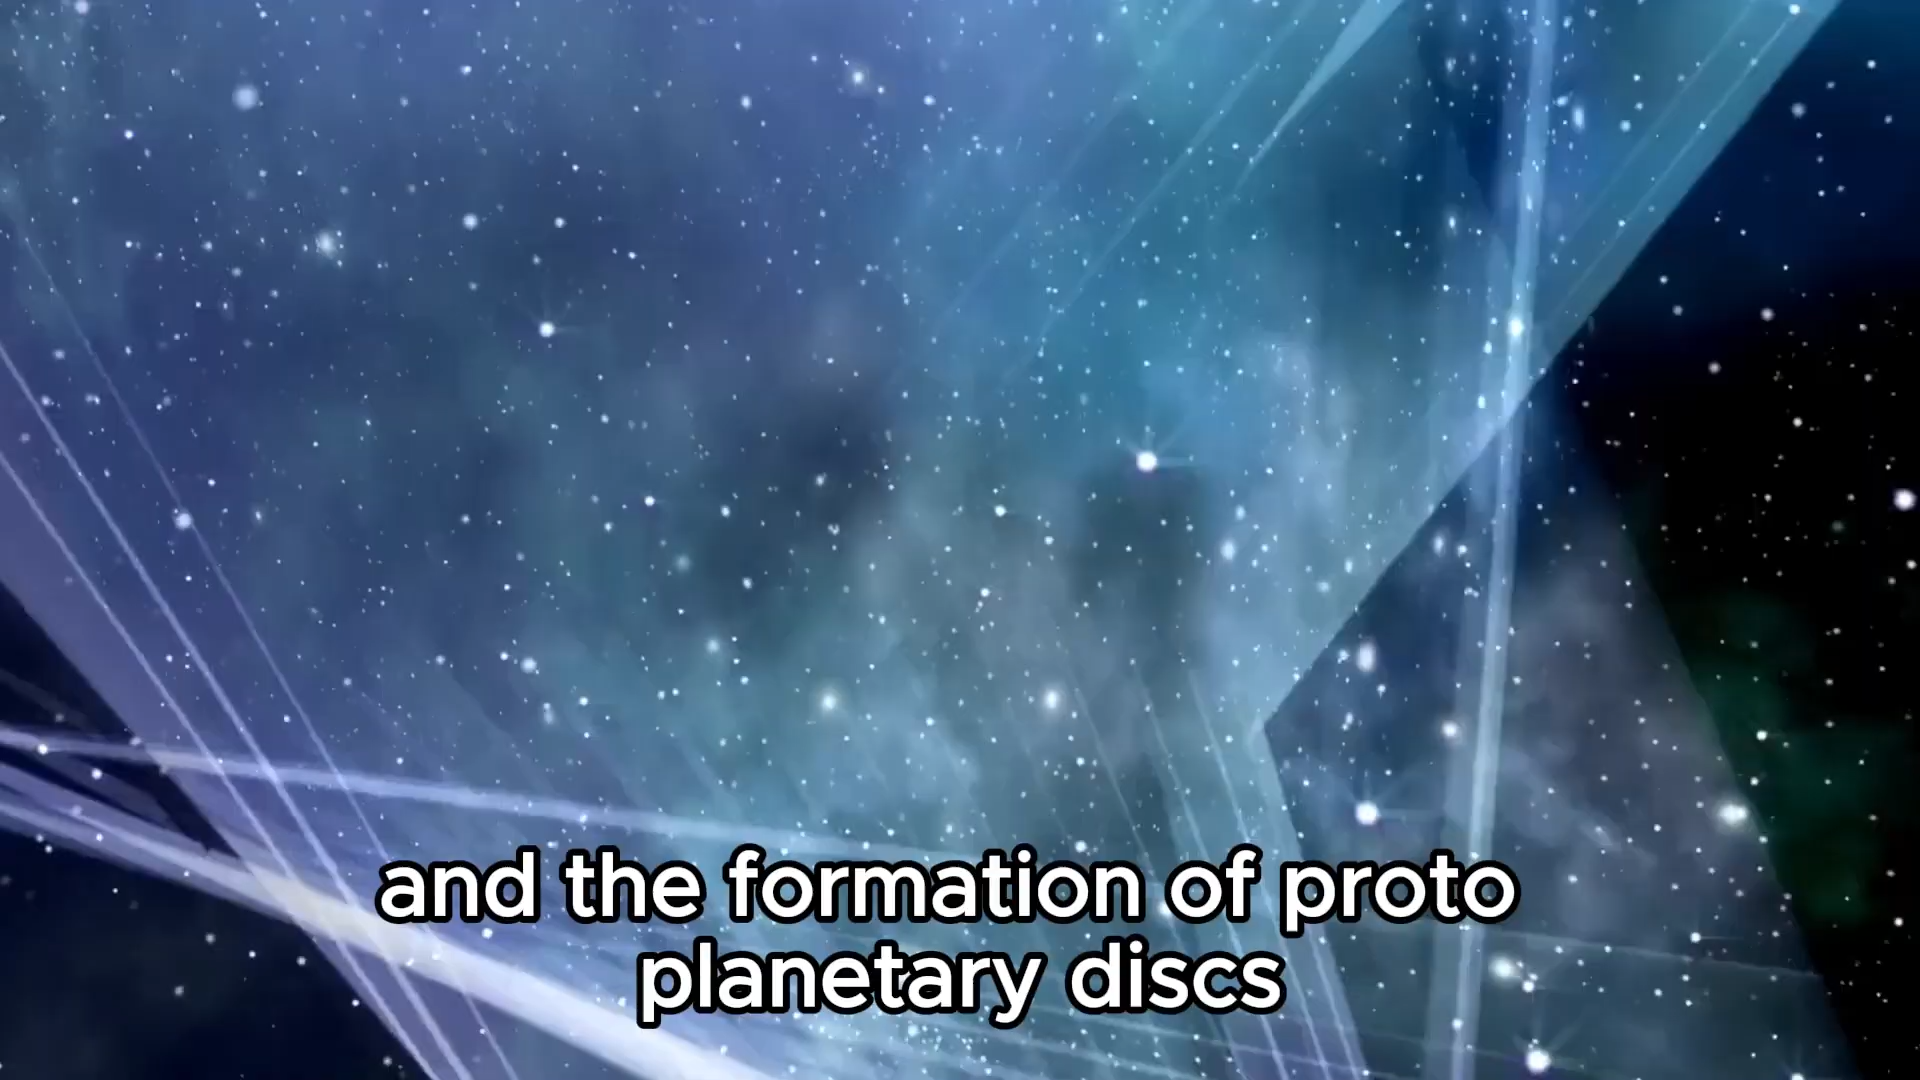 and the formation of proto
planetary discs